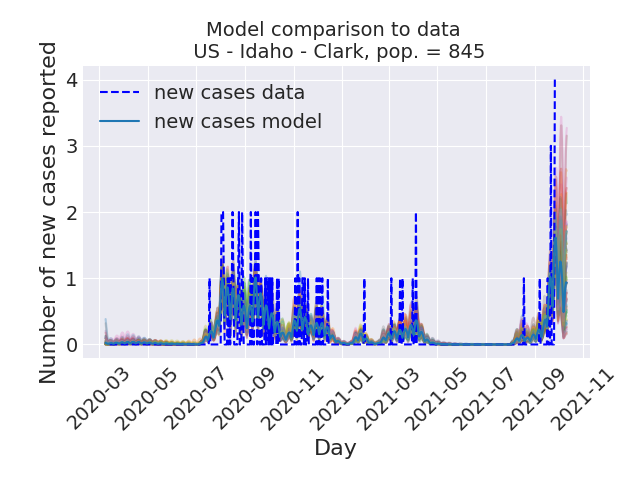 Model comparison to data
US - Idaho - Clark, pop. = 845
Number of new cases reported
4
3
2
1
0
new cases data
new cases model
2020-03
2020-05
2020-07
2020-09
2020-11
2021-01
2021-03
2021-05
2021-07
2021-09
2021-11
Day